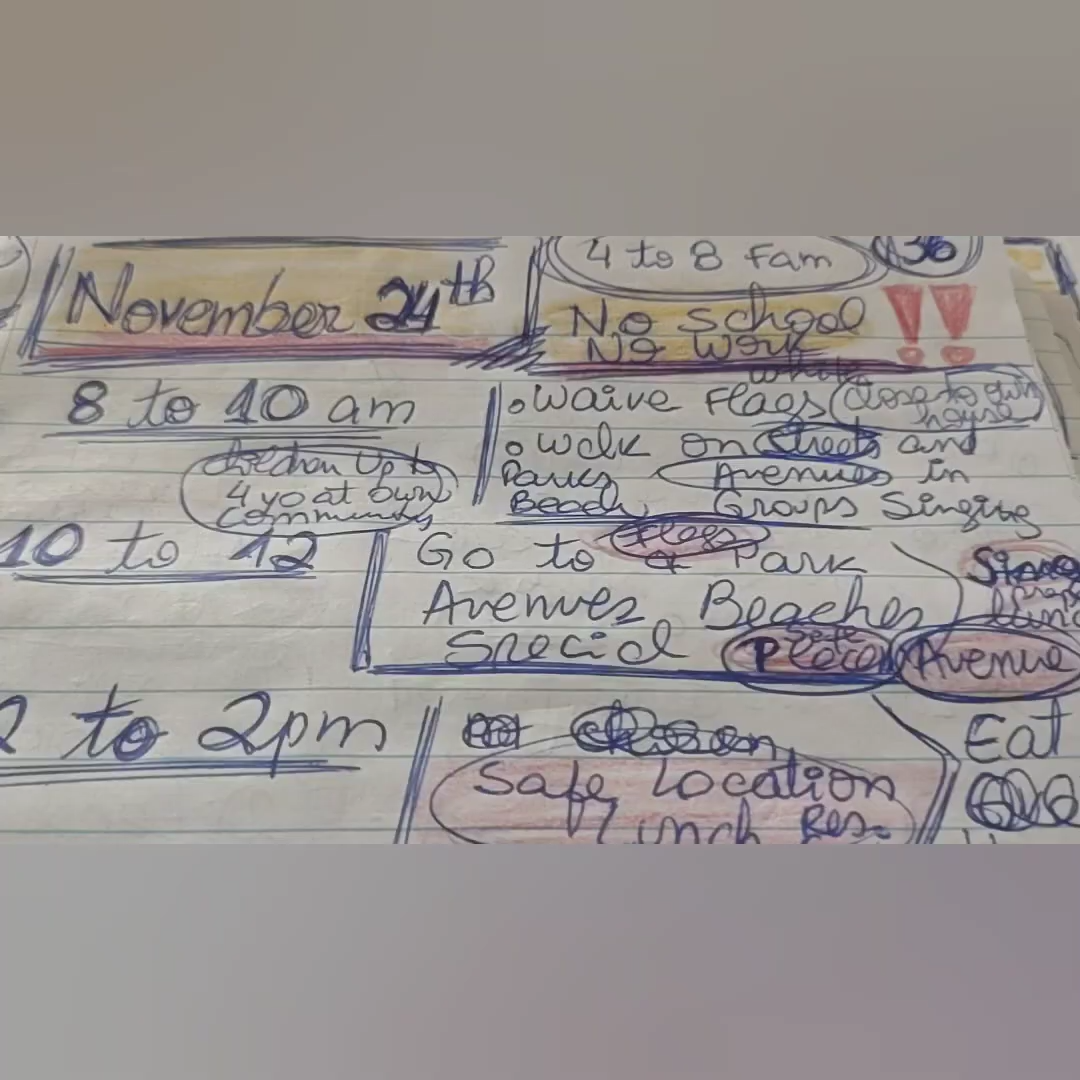 4 to 8 Fam 36
November 24th
No school
No Work !!
8 to 10 am
• Waive Flags (Close to own house)
white
• Walk on streets and
Parks Avenues in
Beach Groups Singing
children Up to
4 yo at own
community
10 to 12
Go to a Park
Flags
Avenues Beaches
Special Place Avenue
safe
2 to 2pm
Safe Location
Lunch Res.
Eat